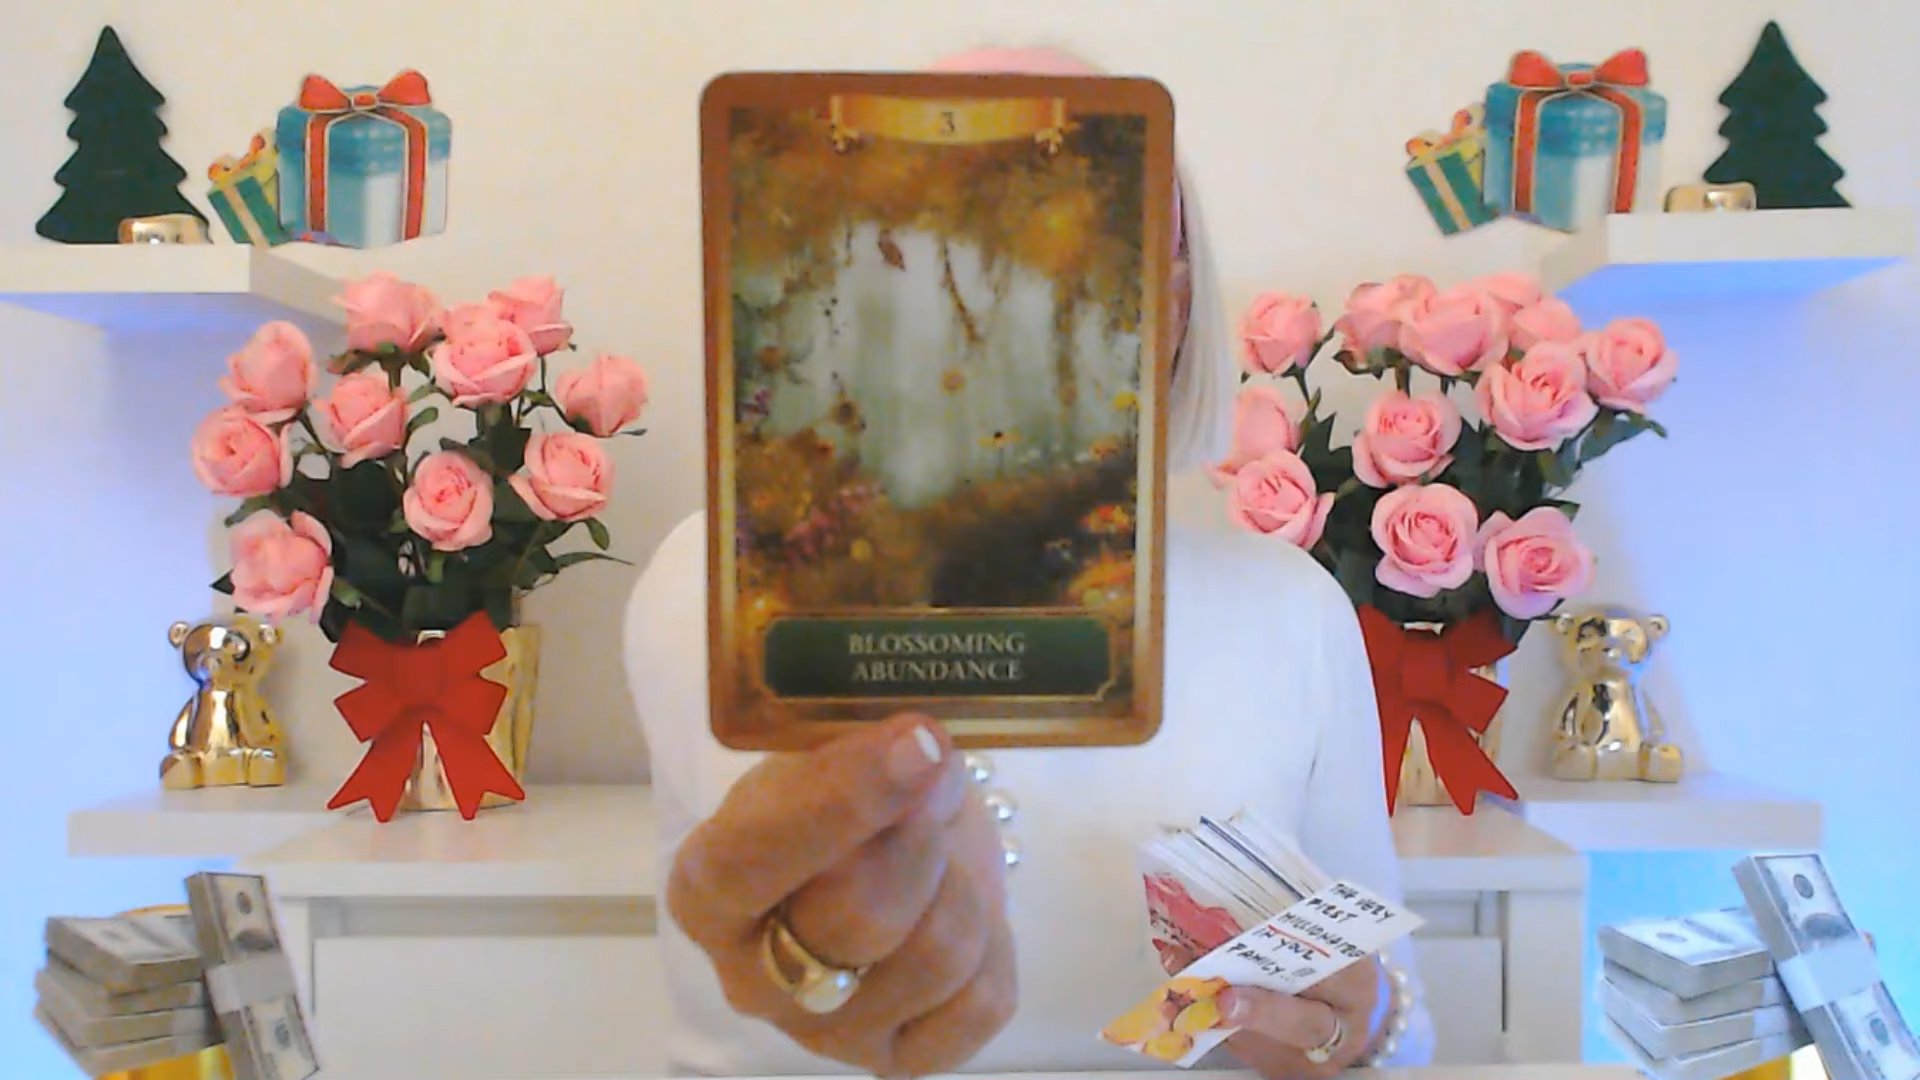 3
BLOSSOMING
ABUNDANCE
THE VERY
FIRST
MILLIONAIRE
IN YOUR
FAMILY..!!!